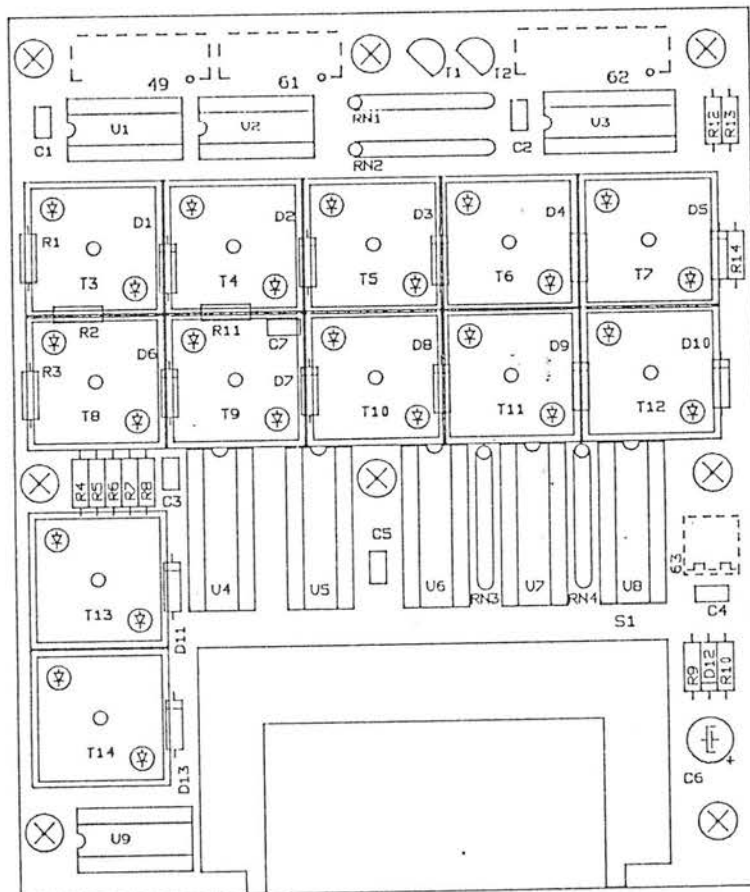 49
61
T1
T2
62
C1
U1
U2
RN1
RN2
C2
U3
R12
R13
R1
D1
T3
D2
T4
D3
T5
D4
T6
D5
T7
R14
R2
R11
C7
R3
D6
T8
T9
D7
D8
T10
D9
T11
D10
T12
R4
R5
R6
R7
R8
C3
C5
U4
U5
U6
RN3
U7
RN4
U8
63
C4
T13
D11
S1
R9
D12
R10
T14
D13
C6
+
U9